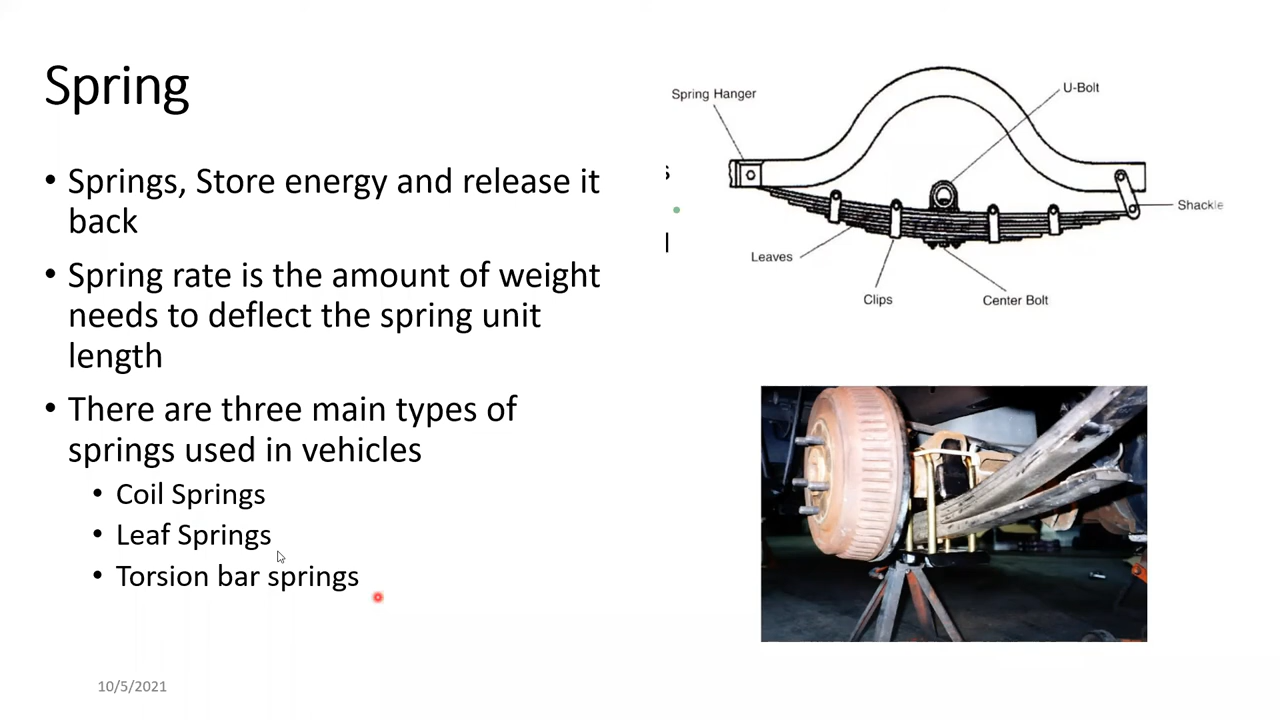 Spring
• Springs, Store energy and release it
back
• Spring rate is the amount of weight
needs to deflect the spring unit
length
• There are three main types of
springs used in vehicles
• Coil Springs
• Leaf Springs
• Torsion bar springs
10/5/2021
Spring Hanger
U-Bolt
Shackle
Leaves
Clips
Center Bolt